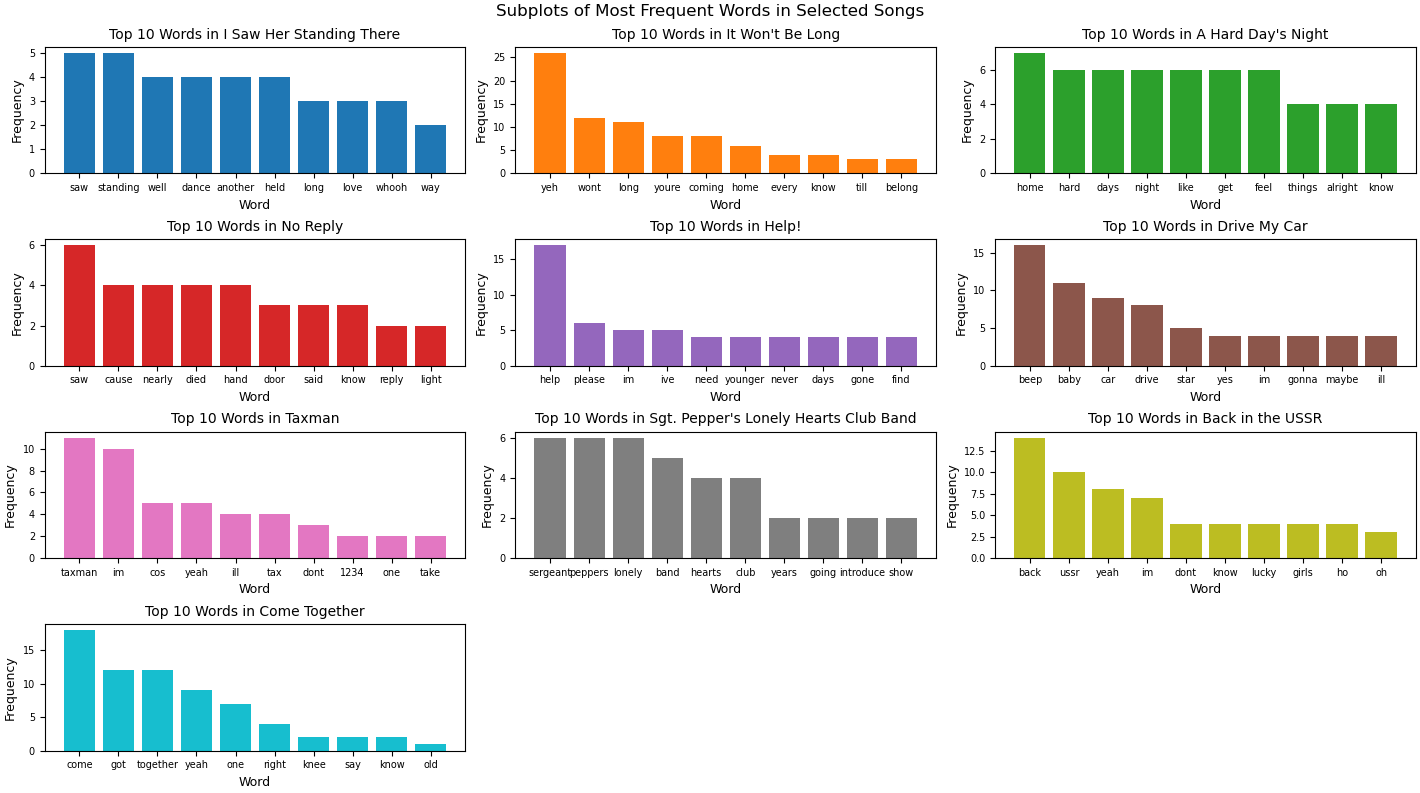 Subplots of Most Frequent Words in Selected Songs
Top 10 Words in I Saw Her Standing There
Frequency
5
4
3
2
1
0
saw standing well dance another held long love whooh way
Word
Top 10 Words in It Won't Be Long
Frequency
25
20
15
10
5
0
yeh wont long youre coming home every know till belong
Word
Top 10 Words in A Hard Day's Night
Frequency
6
4
2
0
home hard days night like get feel things alright know
Word
Top 10 Words in No Reply
Frequency
6
4
2
0
saw cause nearly died hand door said know reply light
Word
Top 10 Words in Help!
Frequency
15
10
5
0
help please im ive need younger never days gone find
Word
Top 10 Words in Drive My Car
Frequency
15
10
5
0
beep baby car drive star yes im gonna maybe ill
Word
Top 10 Words in Taxman
Frequency
10
8
6
4
2
0
taxman im cos yeah ill tax dont 1234 one take
Word
Top 10 Words in Sgt. Pepper's Lonely Hearts Club Band
Frequency
6
4
2
0
sergeant peppers lonely band hearts club years going introduce show
Word
Top 10 Words in Back in the USSR
Frequency
12.5
10.0
7.5
5.0
2.5
0.0
back ussr yeah im dont know lucky girls ho oh
Word
Top 10 Words in Come Together
Frequency
15
10
5
0
come got together yeah one right knee say know old
Word